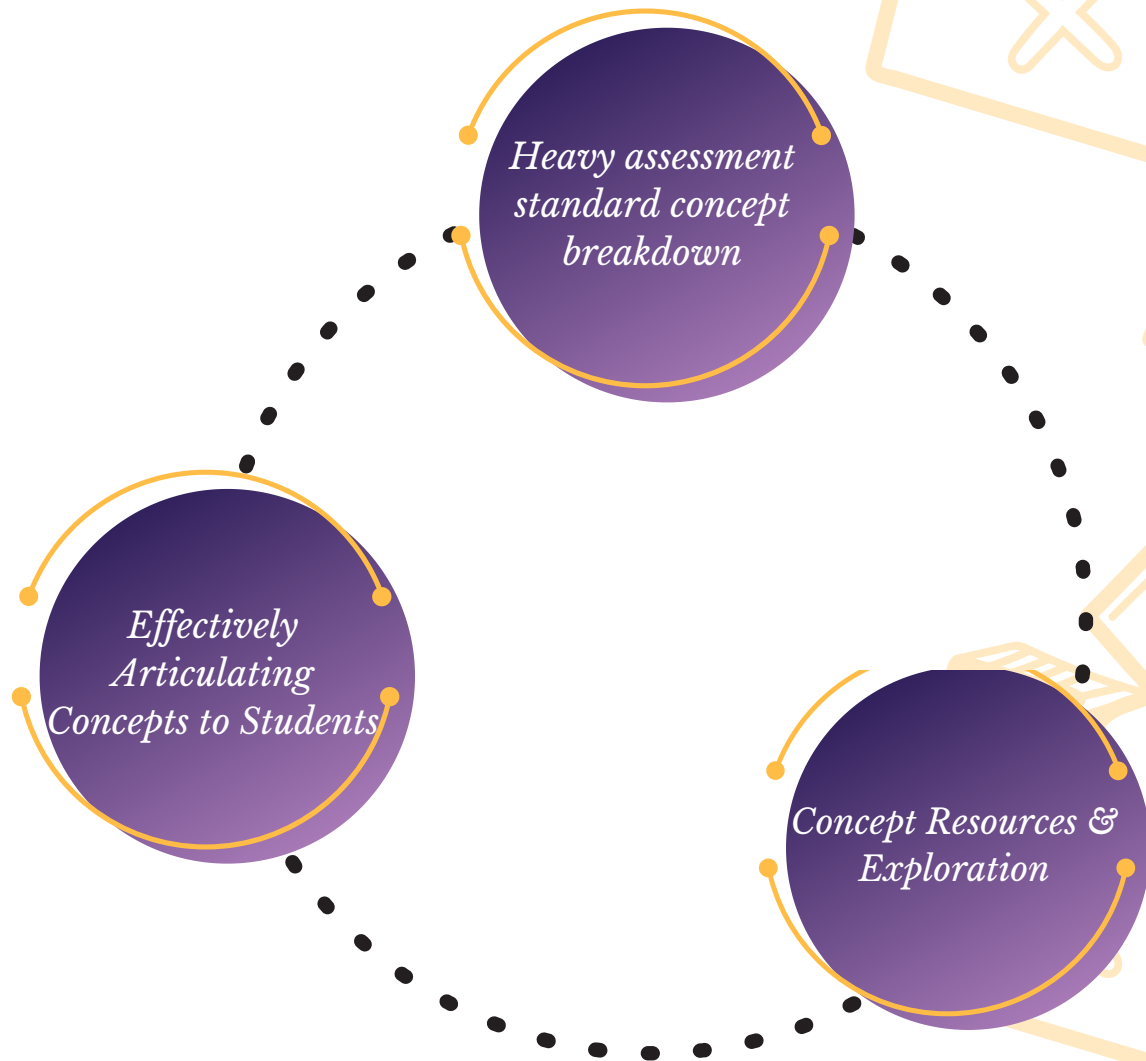 Heavy assessment
standard concept
breakdown
Effectively
Articulating
Concepts to Students
Concept Resources &
Exploration